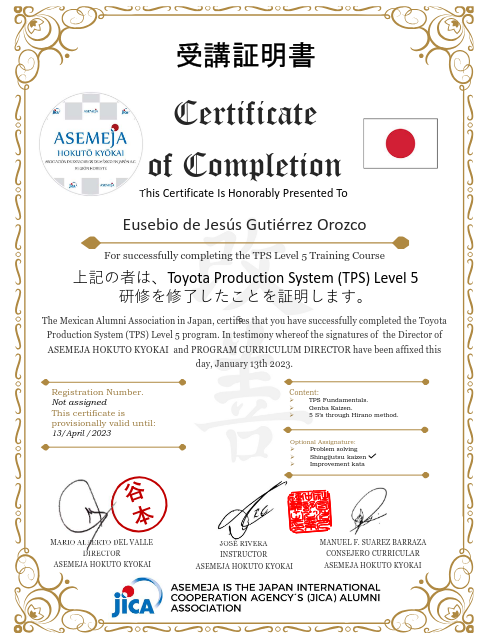 受講証明書
Certificate
of Completion
ASEMEJA
HOKUTO KYŌKAI
This Certificate Is Honorably Presented To
Eusebio de Jesús Gutiérrez Orozco
For successfully completing the TPS Level 5 Training Course
上記の者は、Toyota Production System (TPS) Level 5
研修を修了したことを証明します。
改善
The Mexican Alumni Association in Japan, certifies that you have successfully completed the Toyota
Production System (TPS) Level 5 program. In testimony whereof the signatures of the Director of
ASEMEJA HOKUTO KYOKAI and PROGRAM CURRICULUM DIRECTOR have been affixed this
day, January 13th 2023.
Registration Number.
Not assigned
This certificate is
provisionally valid until:
13/April /2023
Content:
TPS Fundamentals.
Genba Kaizen.
5 S's through Hirano method.
Optional Assignature:
Problem solving
Shingijutsu kaizen ✓
Improvement kata
谷本
MARIO ALBERTO DEL VALLE
DIRECTOR
ASEMEJA HOKUTO KYOKAI
JOSÉ RIVERA
INSTRUCTOR
ASEMEJA HOKUTO KYOKAI
MANUEL F. SUAREZ BARRAZA
CONSEJERO CURRICULAR
ASEMEJA HOKUTO KYOKAI
jica
ASEMEJA IS THE JAPAN INTERNATIONAL
COOPERATION AGENCY´S (JICA) ALUMNI
ASSOCIATION